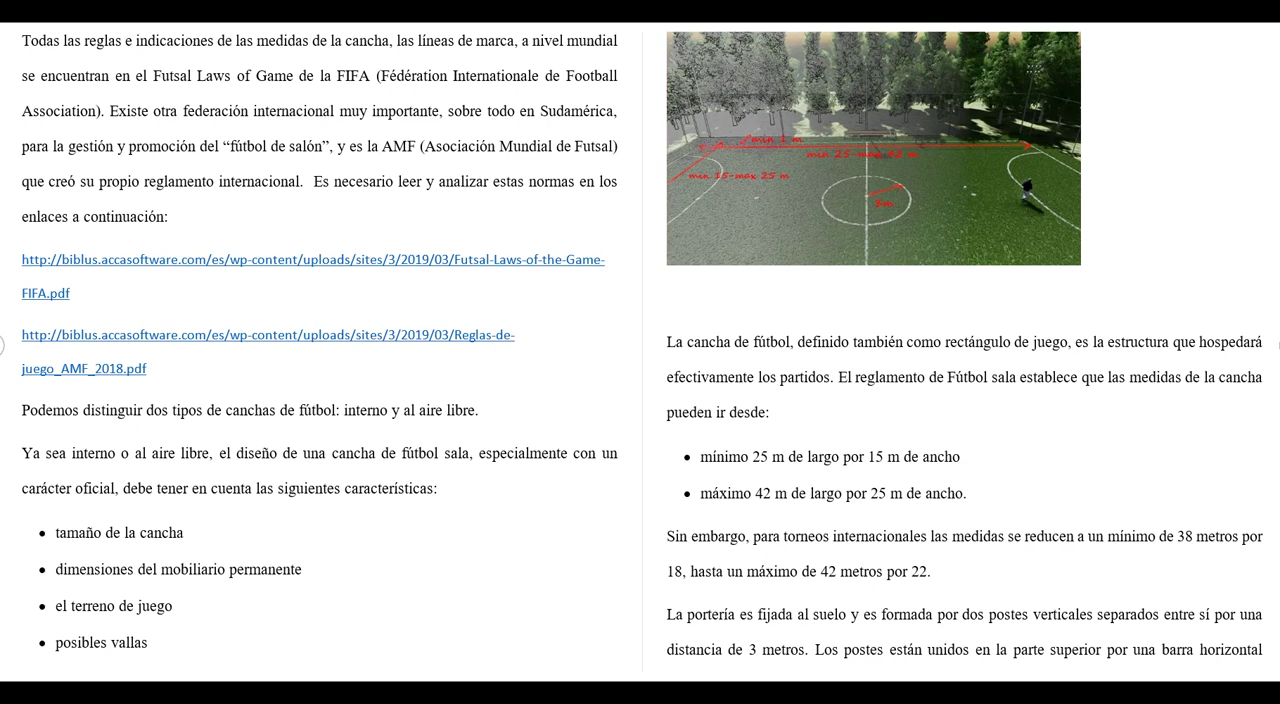 Todas las reglas e indicaciones de las medidas de la cancha, las líneas de marca, a nivel mundial
se encuentran en el Futsal Laws of Game de la FIFA (Fédération Internationale de Football
Association). Existe otra federación internacional muy importante, sobre todo en Sudamérica,
para la gestión y promoción del “fútbol de salón”, y es la AMF (Asociación Mundial de Futsal)
que creó su propio reglamento internacional. Es necesario leer y analizar estas normas en los
enlaces a continuación:
http://biblus.accasoftware.com/es/wp-content/uploads/sites/3/2019/03/Futsal-Laws-of-the-Game-
FIFA.pdf
http://biblus.accasoftware.com/es/wp-content/uploads/sites/3/2019/03/Reglas-de-
juego_AMF_2018.pdf
Podemos distinguir dos tipos de canchas de fútbol: interno y al aire libre.
Ya sea interno o al aire libre, el diseño de una cancha de fútbol sala, especialmente con un
carácter oficial, debe tener en cuenta las siguientes características:
• tamaño de la cancha
• dimensiones del mobiliario permanente
• el terreno de juego
• posibles vallas
min 1 m
min 25-max 42 m
min 15-max 25 m
3m
La cancha de fútbol, definido también como rectángulo de juego, es la estructura que hospedará
efectivamente los partidos. El reglamento de Fútbol sala establece que las medidas de la cancha
pueden ir desde:
• mínimo 25 m de largo por 15 m de ancho
• máximo 42 m de largo por 25 m de ancho.
Sin embargo, para torneos internacionales las medidas se reducen a un mínimo de 38 metros por
18, hasta un máximo de 42 metros por 22.
La portería es fijada al suelo y es formada por dos postes verticales separados entre sí por una
distancia de 3 metros. Los postes están unidos en la parte superior por una barra horizontal